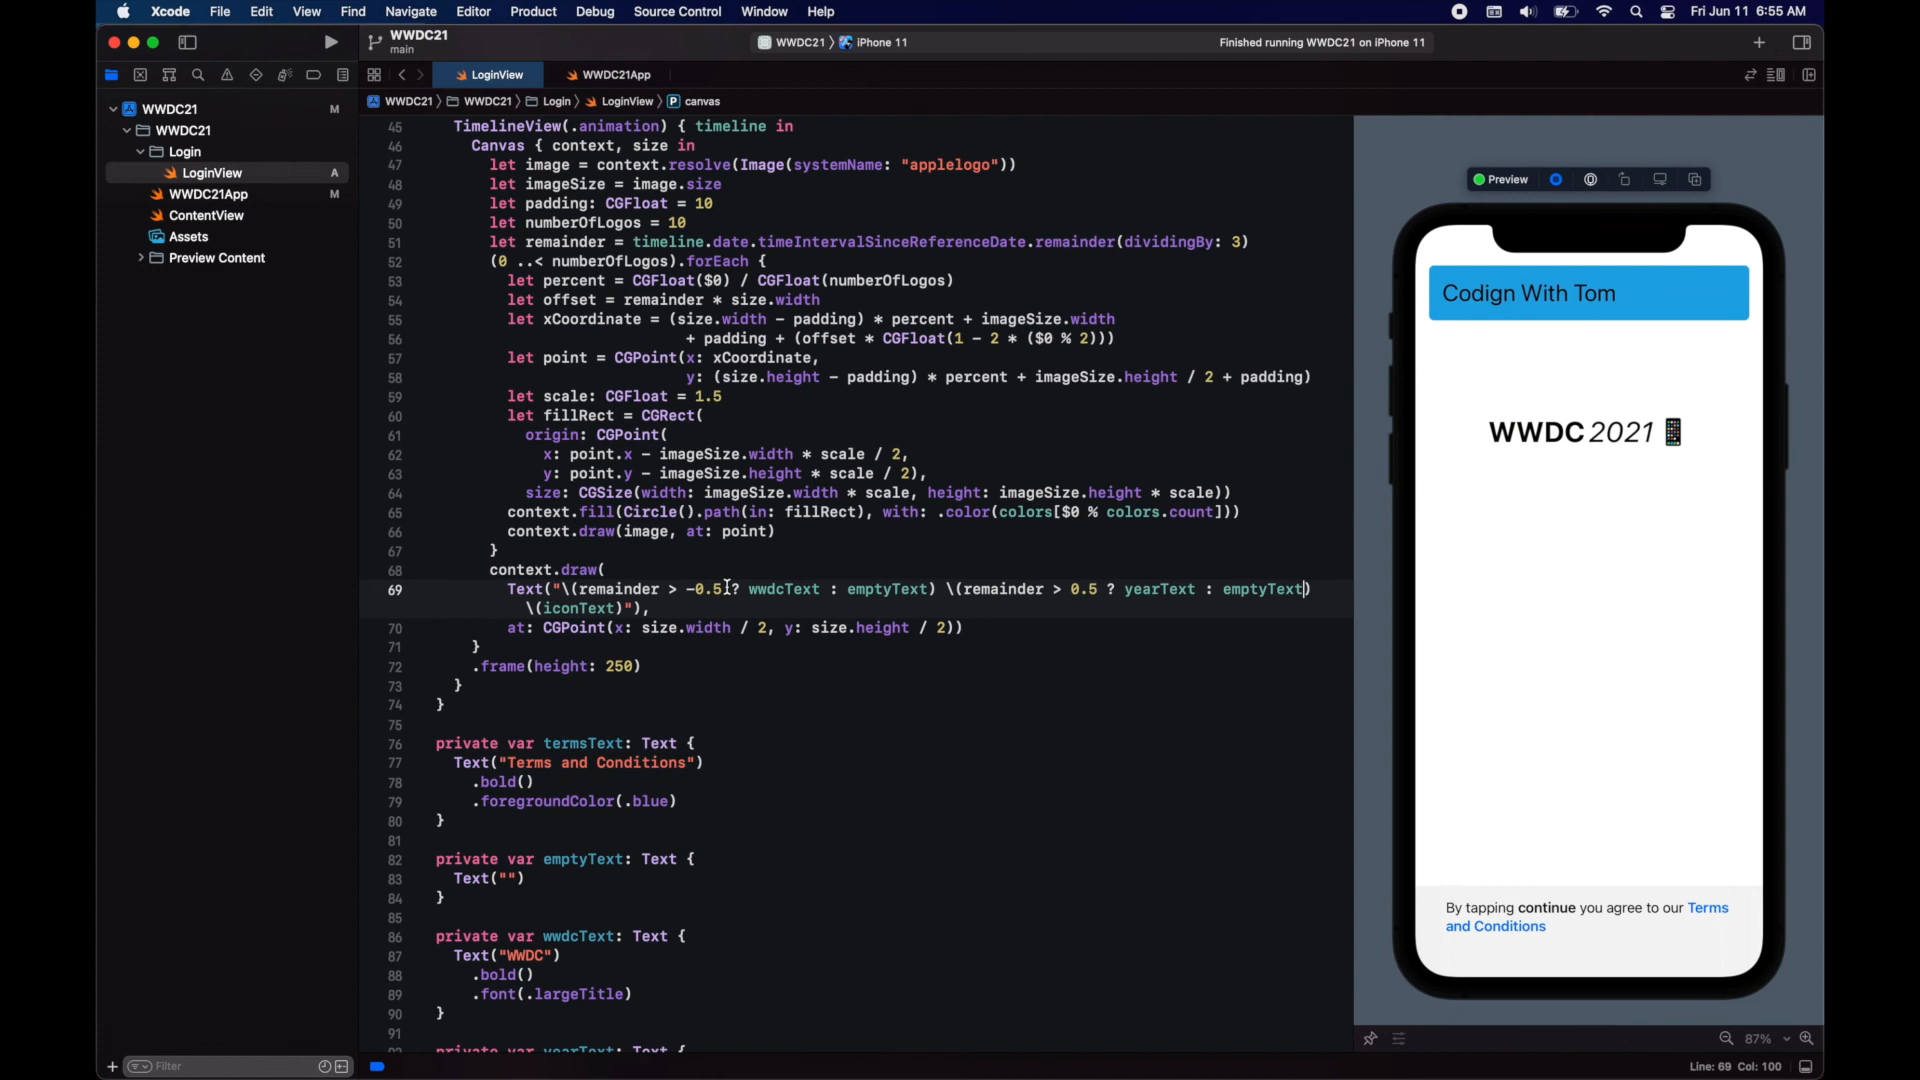 Xcode File Edit View Find Navigate Editor Product Debug Source Control Window Help Fri Jun 11 6:55 AM
WWDC21
main
WWDC21 〉 iPhone 11
Finished running WWDC21 on iPhone 11
LoginView
WWDC21App
WWDC21 〉 WWDC21 〉 Login 〉 LoginView 〉 P canvas
WWDC21 M
WWDC21
Login
LoginView A
WWDC21App M
ContentView
Assets
Preview Content
45 TimelineView(.animation) { timeline in
46 Canvas { context, size in
47 let image = context.resolve(Image(systemName: "applelogo"))
48 let imageSize = image.size
49 let padding: CGFloat = 10
50 let numberOfLogos = 10
51 let remainder = timeline.date.timeIntervalSinceReferenceDate.remainder(dividingBy: 3)
52 (0 ..< numberOfLogos).forEach {
53 let percent = CGFloat($0) / CGFloat(numberOfLogos)
54 let offset = remainder * size.width
55 let xCoordinate = (size.width - padding) * percent + imageSize.width
56 + padding + (offset * CGFloat(1 - 2 * ($0 % 2)))
57 let point = CGPoint(x: xCoordinate,
58 y: (size.height - padding) * percent + imageSize.height / 2 + padding)
59 let scale: CGFloat = 1.5
60 let fillRect = CGRect(
61 origin: CGPoint(
62 x: point.x - imageSize.width * scale / 2,
63 y: point.y - imageSize.height * scale / 2),
64 size: CGSize(width: imageSize.width * scale, height: imageSize.height * scale))
65 context.fill(Circle().path(in: fillRect), with: .color(colors[$0 % colors.count]))
66 context.draw(image, at: point)
67 }
68 context.draw(
69 Text("\(remainder > -0.5 ? wwdcText : emptyText) \(remainder > 0.5 ? yearText : emptyText)
\(iconText)"),
70 at: CGPoint(x: size.width / 2, y: size.height / 2))
71 }
72 .frame(height: 250)
73 }
74 }
75
76 private var termsText: Text {
77 Text("Terms and Conditions")
78 .bold()
79 .foregroundColor(.blue)
80 }
81
82 private var emptyText: Text {
83 Text("")
84 }
85
86 private var wwdcText: Text {
87 Text("WWDC")
88 .bold()
89 .font(.largeTitle)
90 }
91
92 private var yearText: Text {
Preview
Codign With Tom
WWDC 2021
By tapping continue you agree to our Terms
and Conditions
87%
Filter
Line: 69 Col: 100